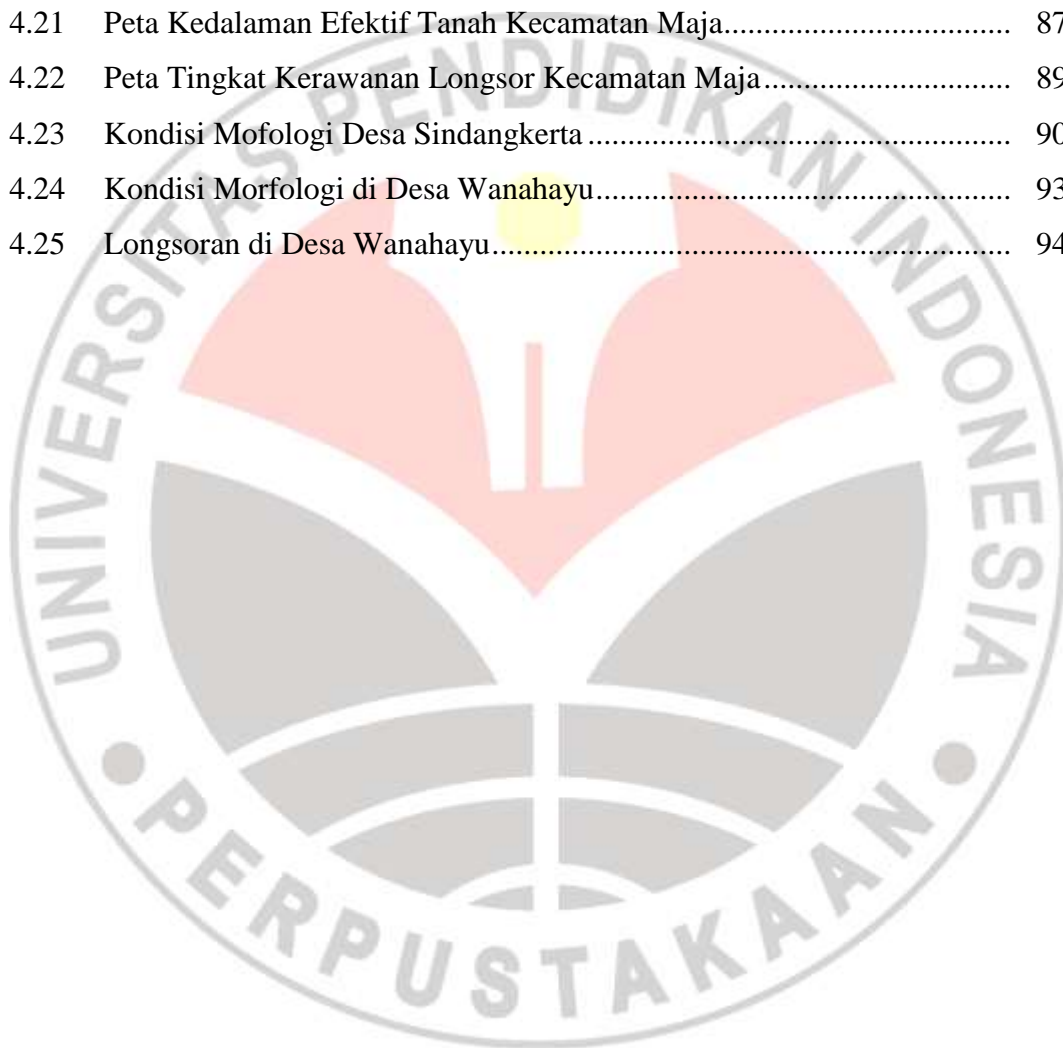 4.21 Peta Kedalaman Efektif Tanah Kecamatan Maja.................................. 87
4.22 Peta Tingkat Kerawanan Longsor Kecamatan Maja............................. 89
4.23 Kondisi Mofologi Desa Sindangkerta .................................................. 90
4.24 Kondisi Morfologi di Desa Wanahayu................................................. 93
4.25 Longsoran di Desa Wanahayu.............................................................. 94
UNIVERSITAS PENDIDIKAN INDONESIA
PERPUSTAKAAN